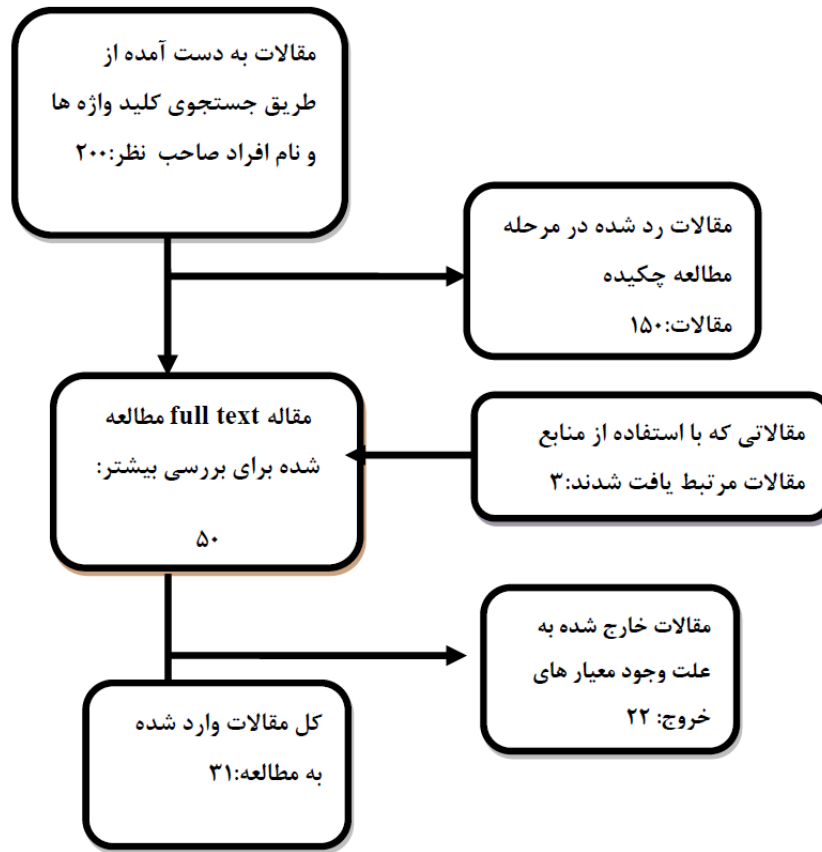 مقالات به دست آمده از
طریق جستجوی کلید واژه ها
و نام افراد صاحب نظر:۲۰۰
مقالات رد شده در مرحله
مطالعه چکیده
مقالات:۱۵۰
مقاله full text مطالعه
شده برای بررسی بیشتر:
۵۰
مقالاتی که با استفاده از منابع
مقالات مرتبط یافت شدند:۳
مقالات خارج شده به
علت وجود معیار های
خروج: ۲۲
کل مقالات وارد شده
به مطالعه:۳۱